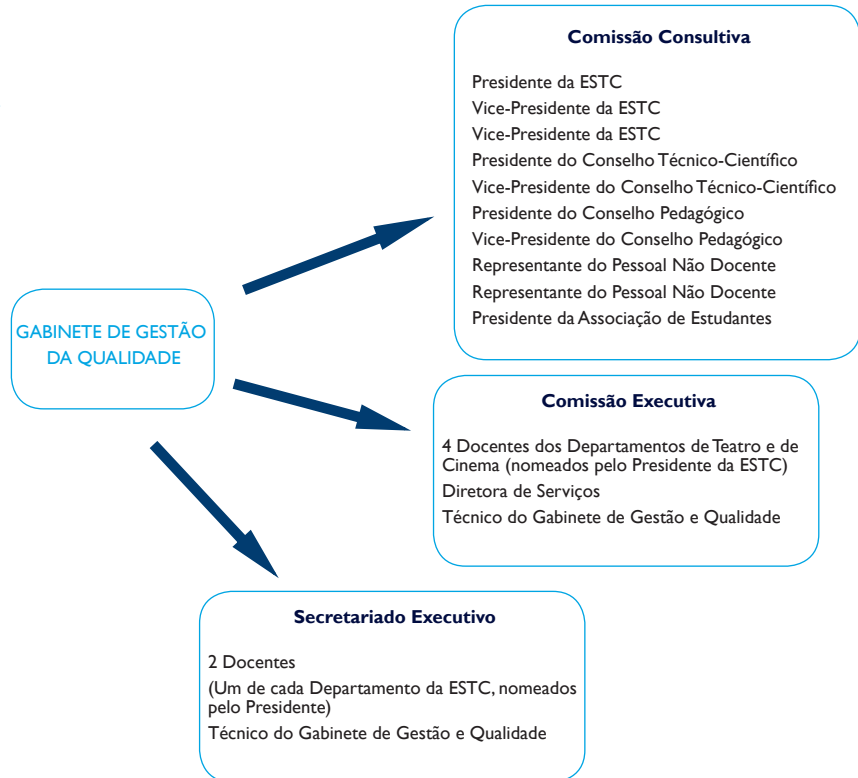 GABINETE DE GESTÃO
DA QUALIDADE
Comissão Consultiva
Presidente da ESTC
Vice-Presidente da ESTC
Vice-Presidente da ESTC
Presidente do Conselho Técnico-Científico
Vice-Presidente do Conselho Técnico-Científico
Presidente do Conselho Pedagógico
Vice-Presidente do Conselho Pedagógico
Representante do Pessoal Não Docente
Representante do Pessoal Não Docente
Presidente da Associação de Estudantes
Comissão Executiva
4 Docentes dos Departamentos de Teatro e de
Cinema (nomeados pelo Presidente da ESTC)
Diretora de Serviços
Técnico do Gabinete de Gestão e Qualidade
Secretariado Executivo
2 Docentes
(Um de cada Departamento da ESTC, nomeados
pelo Presidente)
Técnico do Gabinete de Gestão e Qualidade